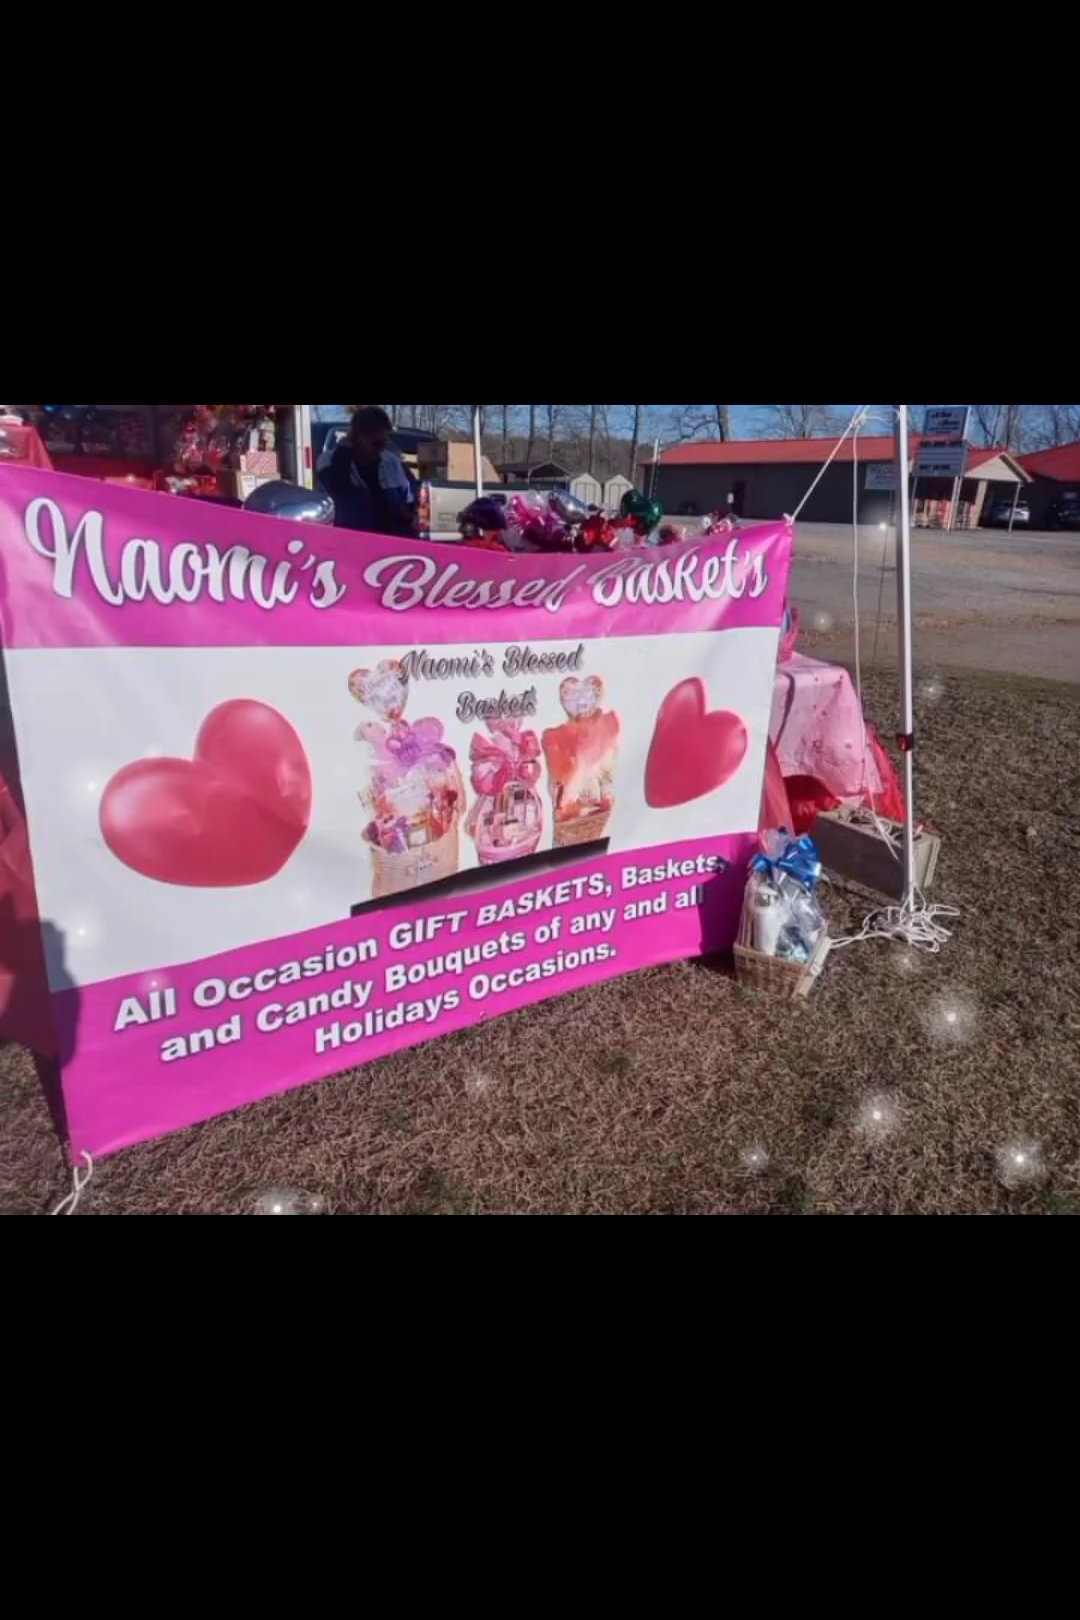 Naomi's Blessed Basket's
Naomi's Blessed
Baskets
All Occasion GIFT BASKETS, Baskets,
and Candy Bouquets of any and all
Holidays Occasions.